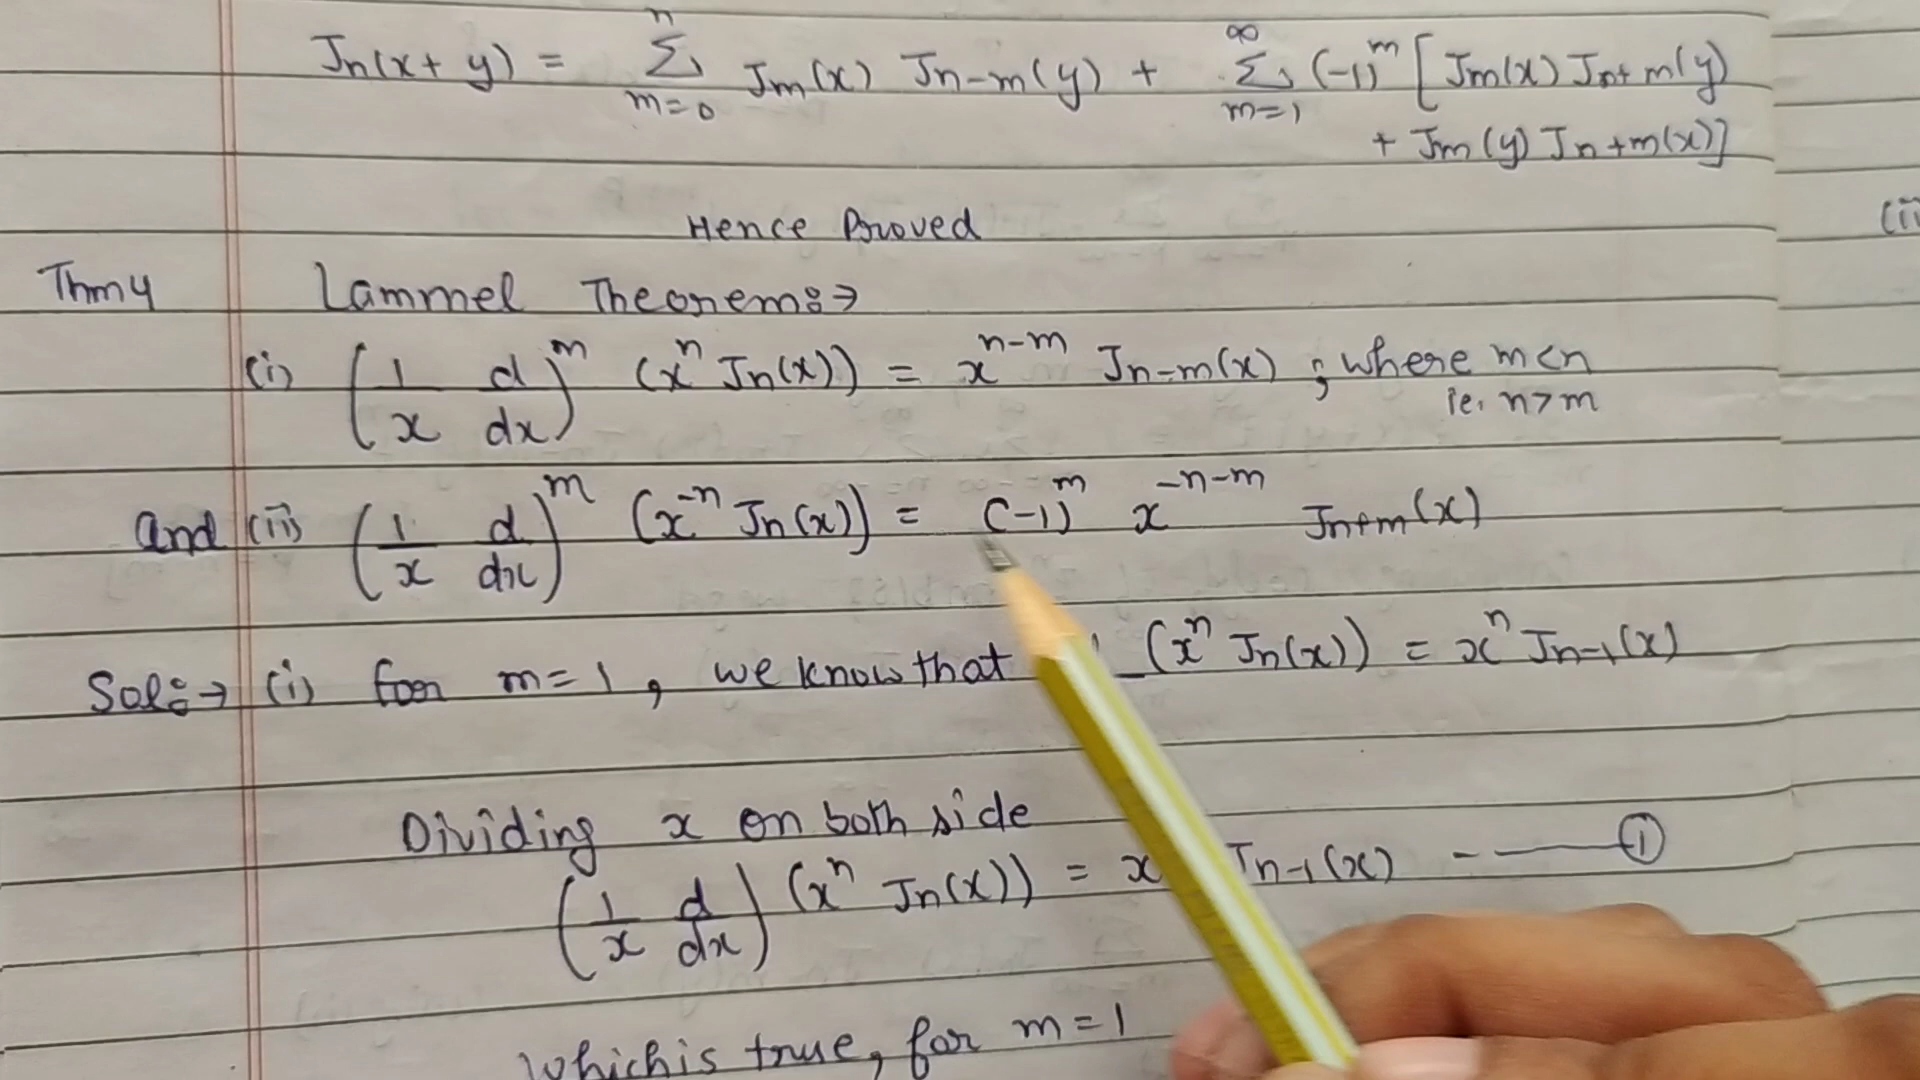 Jn(x+y) = Σ_{m=0}^{n} Jm(x) Jn-m(y) + Σ_{m=1}^{∞} (-1)^m [Jm(x) Jn+m(y)
+ Jm(y) Jn+m(x)]
Hence Proved
Thm 4 Lammel Theorem:→
(i) (1/x d/dx)^m (x^n Jn(x)) = x^{n-m} Jn-m(x) ; where m<n
ie. n>m
and (ii) (1/x d/dx)^m (x^{-n} Jn(x)) = (-1)^m x^{-n-m} Jn+m(x)
Sol:→ (i) for m=1, we know that (x^n Jn(x)) = x^n Jn-1(x)
Dividing x on both side
(1/x d/dx) (x^n Jn(x)) = x Jn-1(x) - —— ①
Which is true, for m=1
(ii